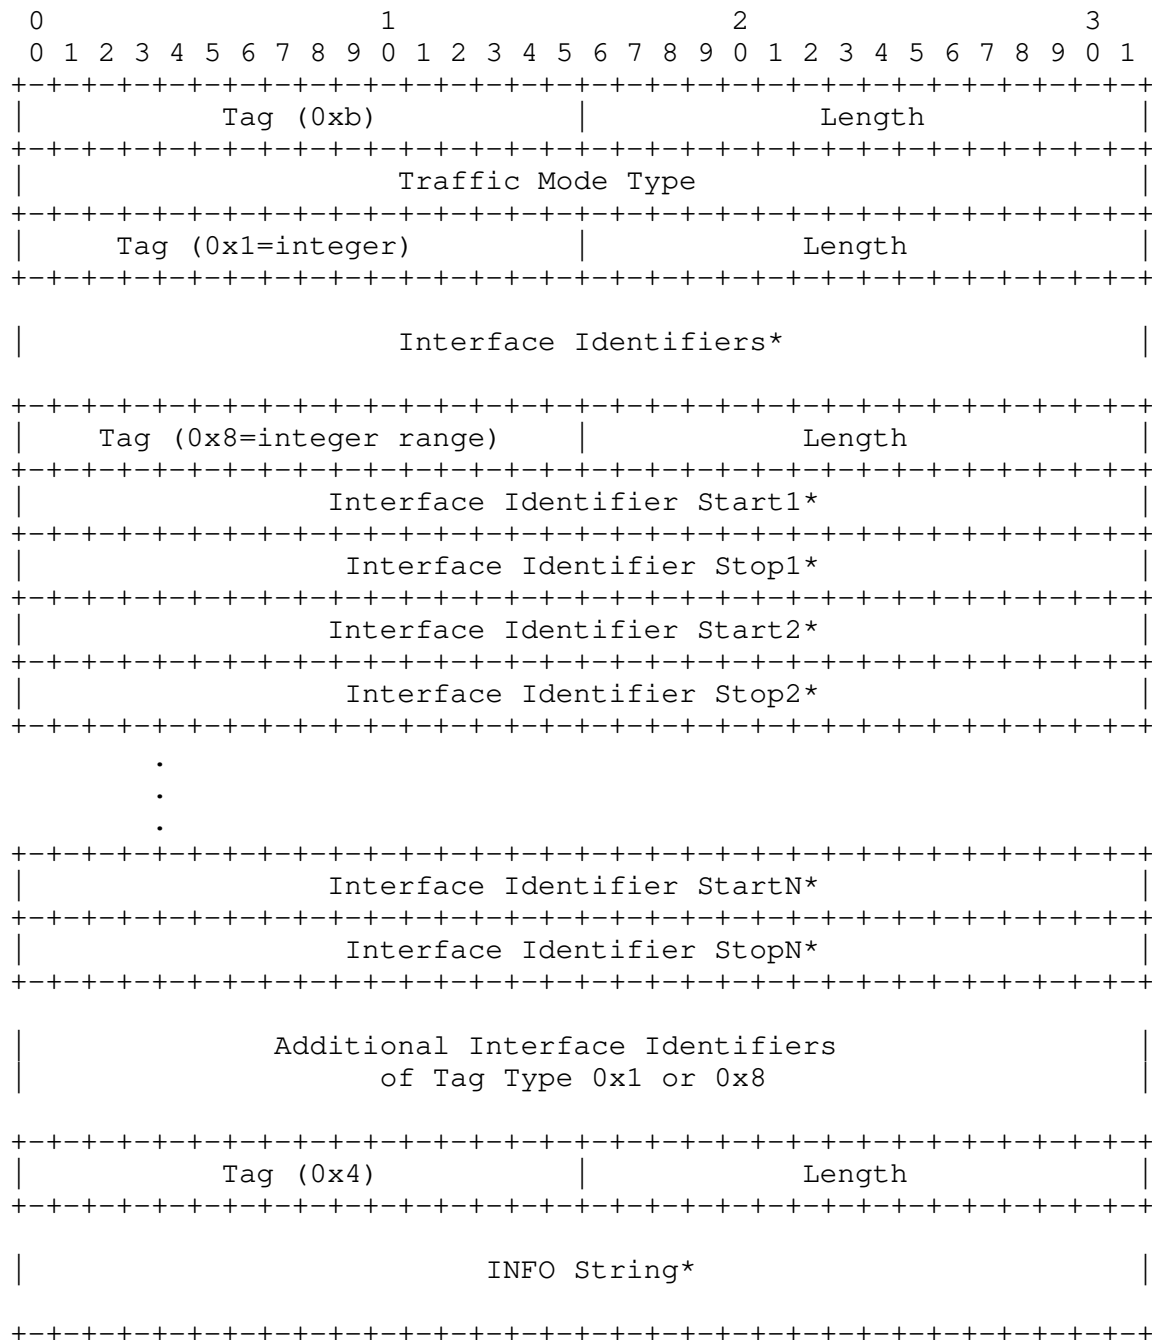 0                   1                   2                   3
 0 1 2 3 4 5 6 7 8 9 0 1 2 3 4 5 6 7 8 9 0 1 2 3 4 5 6 7 8 9 0 1
+-+-+-+-+-+-+-+-+-+-+-+-+-+-+-+-+-+-+-+-+-+-+-+-+-+-+-+-+-+-+-+-+
|           Tag (0xb)           |             Length            |
+-+-+-+-+-+-+-+-+-+-+-+-+-+-+-+-+-+-+-+-+-+-+-+-+-+-+-+-+-+-+-+-+
|                     Traffic Mode Type                         |
+-+-+-+-+-+-+-+-+-+-+-+-+-+-+-+-+-+-+-+-+-+-+-+-+-+-+-+-+-+-+-+-+
|     Tag (0x1=integer)         |            Length             |
+-+-+-+-+-+-+-+-+-+-+-+-+-+-+-+-+-+-+-+-+-+-+-+-+-+-+-+-+-+-+-+-+
|                     Interface Identifiers*                    |
+-+-+-+-+-+-+-+-+-+-+-+-+-+-+-+-+-+-+-+-+-+-+-+-+-+-+-+-+-+-+-+-+
|    Tag (0x8=integer range)    |            Length             |
+-+-+-+-+-+-+-+-+-+-+-+-+-+-+-+-+-+-+-+-+-+-+-+-+-+-+-+-+-+-+-+-+
|                 Interface Identifier Start1*                  |
+-+-+-+-+-+-+-+-+-+-+-+-+-+-+-+-+-+-+-+-+-+-+-+-+-+-+-+-+-+-+-+-+
|                  Interface Identifier Stop1*                  |
+-+-+-+-+-+-+-+-+-+-+-+-+-+-+-+-+-+-+-+-+-+-+-+-+-+-+-+-+-+-+-+-+
|                 Interface Identifier Start2*                  |
+-+-+-+-+-+-+-+-+-+-+-+-+-+-+-+-+-+-+-+-+-+-+-+-+-+-+-+-+-+-+-+-+
|                  Interface Identifier Stop2*                  |
+-+-+-+-+-+-+-+-+-+-+-+-+-+-+-+-+-+-+-+-+-+-+-+-+-+-+-+-+-+-+-+-+
        .
        .
        .
+-+-+-+-+-+-+-+-+-+-+-+-+-+-+-+-+-+-+-+-+-+-+-+-+-+-+-+-+-+-+-+-+
|                 Interface Identifier StartN*                  |
+-+-+-+-+-+-+-+-+-+-+-+-+-+-+-+-+-+-+-+-+-+-+-+-+-+-+-+-+-+-+-+-+
|                  Interface Identifier StopN*                  |
+-+-+-+-+-+-+-+-+-+-+-+-+-+-+-+-+-+-+-+-+-+-+-+-+-+-+-+-+-+-+-+-+
|              Additional Interface Identifiers                 |
|                    of Tag Type 0x1 or 0x8                     |
+-+-+-+-+-+-+-+-+-+-+-+-+-+-+-+-+-+-+-+-+-+-+-+-+-+-+-+-+-+-+-+-+
|           Tag (0x4)           |            Length             |
+-+-+-+-+-+-+-+-+-+-+-+-+-+-+-+-+-+-+-+-+-+-+-+-+-+-+-+-+-+-+-+-+
|                          INFO String*                         |
+-+-+-+-+-+-+-+-+-+-+-+-+-+-+-+-+-+-+-+-+-+-+-+-+-+-+-+-+-+-+-+-+